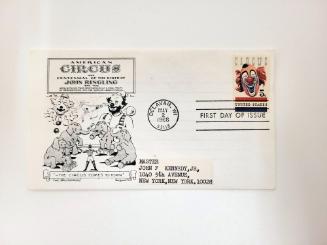 AMERICAN
CIRCUS
CENTENNIAL OF THE BIRTH OF
JOHN RINGLING
DELAVAN, WI
MAY
2
1966
FIRST DAY OF ISSUE
CIRCUS
5¢
UNITED STATES
MASTER
JOHN F KENNEDY, JR,
1040 5th AVENUE,
NEW YORK, NEW YORK, 10028
"THE CIRCUS COMES TO TOWN"